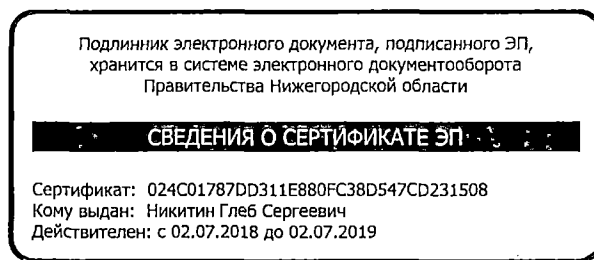 Подлинник электронного документа, подписанного ЭП,
хранится в системе электронного документооборота
Правительства Нижегородской области
СВЕДЕНИЯ О СЕРТИФИКАТЕ ЭП
Сертификат: 024C01787DD311E880FC38D547CD231508
Кому выдан: Никитин Глеб Сергеевич
Действителен: с 02.07.2018 до 02.07.2019